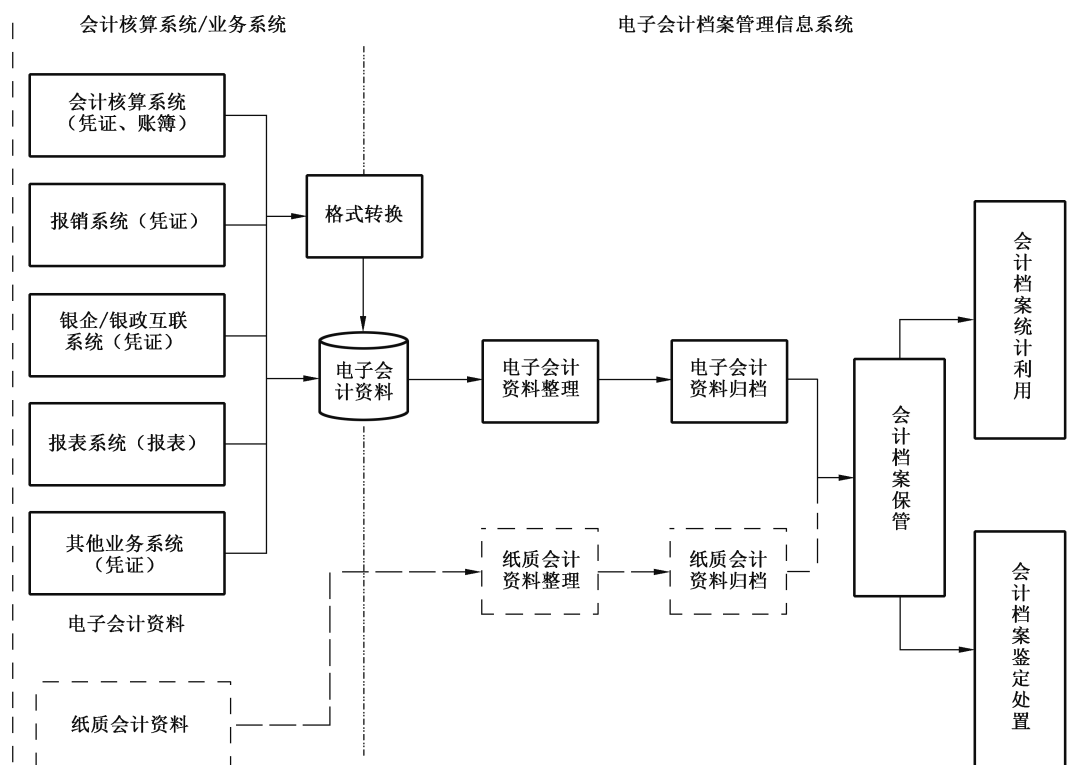 会计核算系统/业务系统
电子会计档案管理信息系统
会计核算系统
（凭证、账簿）
报销系统（凭证）
银企/银政互联
系统（凭证）
报表系统（报表）
其他业务系统
（凭证）
电子会计资料
纸质会计资料
格式转换
电子会
计资料
电子会计
资料整理
电子会计
资料归档
纸质会计
资料整理
纸质会计
资料归档
会计档案保管
会计档案统计利用
会计档案鉴定处置